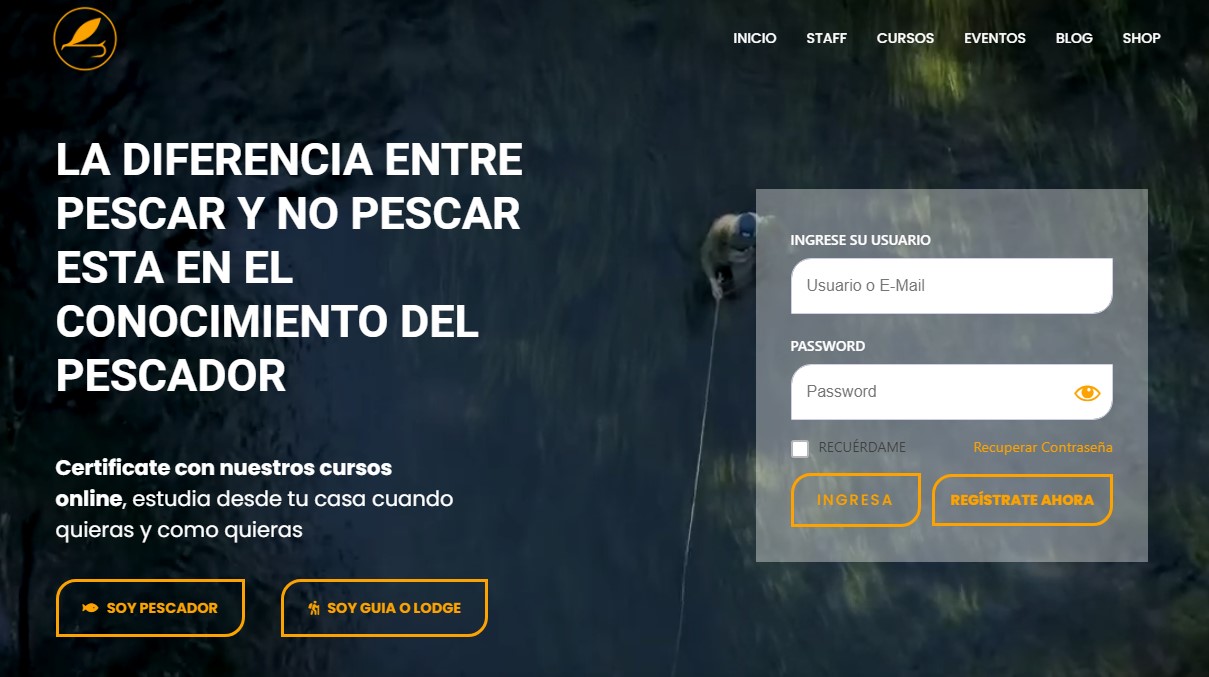 INICIO STAFF CURSOS EVENTOS BLOG SHOP
LA DIFERENCIA ENTRE
PESCAR Y NO PESCAR
ESTA EN EL
CONOCIMIENTO DEL
PESCADOR
Certificate con nuestros cursos
online, estudia desde tu casa cuando
quieras y como quieras
SOY PESCADOR
SOY GUIA O LODGE
INGRESE SU USUARIO
Usuario o E-Mail
PASSWORD
Password
RECUÉRDAME
Recuperar Contraseña
INGRESA
REGÍSTRATE AHORA